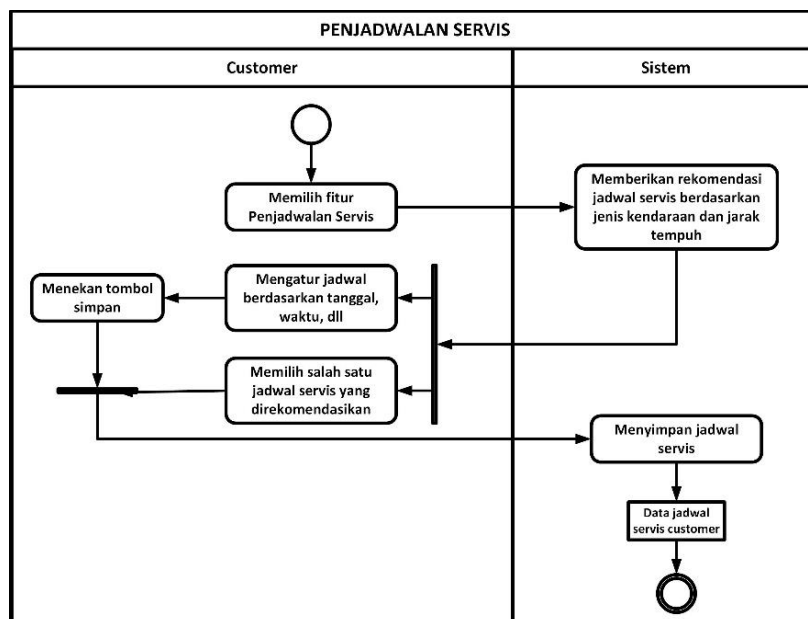 PENJADWALAN SERVIS
Customer
Sistem
Memilih fitur
Penjadwalan Servis
Memberikan rekomendasi
jadwal servis berdasarkan
jenis kendaraan dan jarak
tempuh
Mengatur jadwal
berdasarkan tanggal,
waktu, dll
Menekan tombol
simpan
Memilih salah satu
jadwal servis yang
direkomendasikan
Menyimpan jadwal
servis
Data jadwal
servis customer